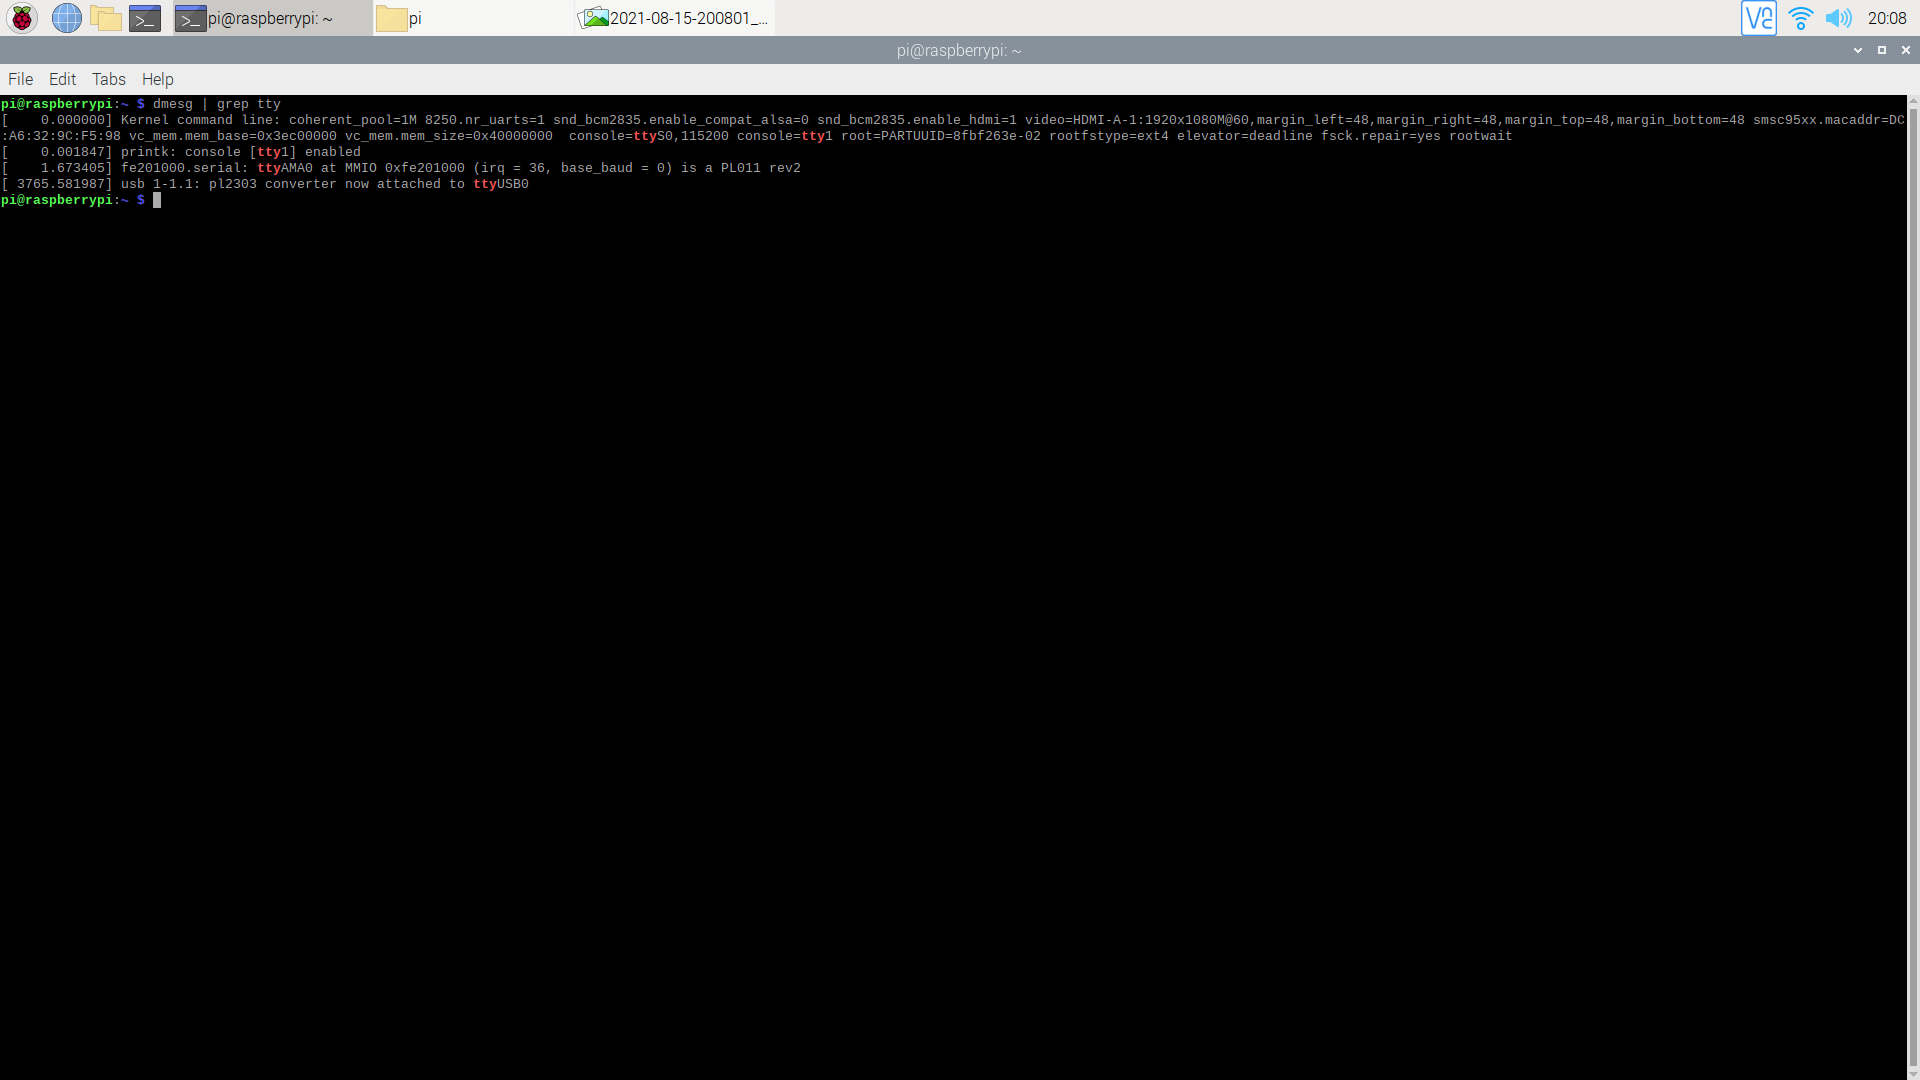 pi@raspberrypi: ~
pi
2021-08-15-200801_...
20:08
pi@raspberrypi: ~
File Edit Tabs Help
pi@raspberrypi:~ $ dmesg | grep tty
[    0.000000] Kernel command line: coherent_pool=1M 8250.nr_uarts=1 snd_bcm2835.enable_compat_alsa=0 snd_bcm2835.enable_hdmi=1 video=HDMI-A-1:1920x1080M@60,margin_left=48,margin_right=48,margin_top=48,margin_bottom=48 smsc95xx.macaddr=DC
:A6:32:9C:F5:98 vc_mem.mem_base=0x3ec00000 vc_mem.mem_size=0x40000000  console=ttyS0,115200 console=tty1 root=PARTUUID=8fbf263e-02 rootfstype=ext4 elevator=deadline fsck.repair=yes rootwait
[    0.001847] printk: console [tty1] enabled
[    1.673405] fe201000.serial: ttyAMA0 at MMIO 0xfe201000 (irq = 36, base_baud = 0) is a PL011 rev2
[ 3765.581987] usb 1-1.1: pl2303 converter now attached to ttyUSB0
pi@raspberrypi:~ $